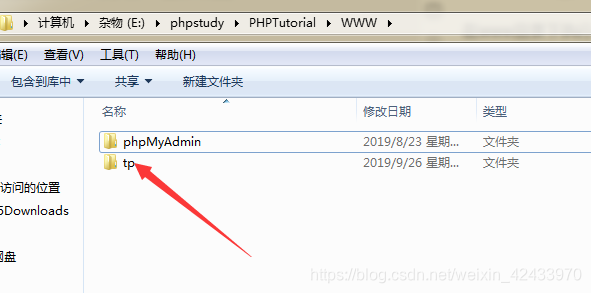 计算机 ▸ 杂物 (E:) ▸ phpstudy ▸ PHPTutorial ▸ WWW ▸
(E) 查看(V) 工具(T) 帮助(H)
包含到库中 ▼ 共享 ▼ 新建文件夹
名称 修改日期 类型
phpMyAdmin 2019/8/23 星期... 文件夹
tp 2019/9/26 星期... 文件夹
访问的位置
5Downloads
网盘
https://blog.csdn.net/weixin_42433970